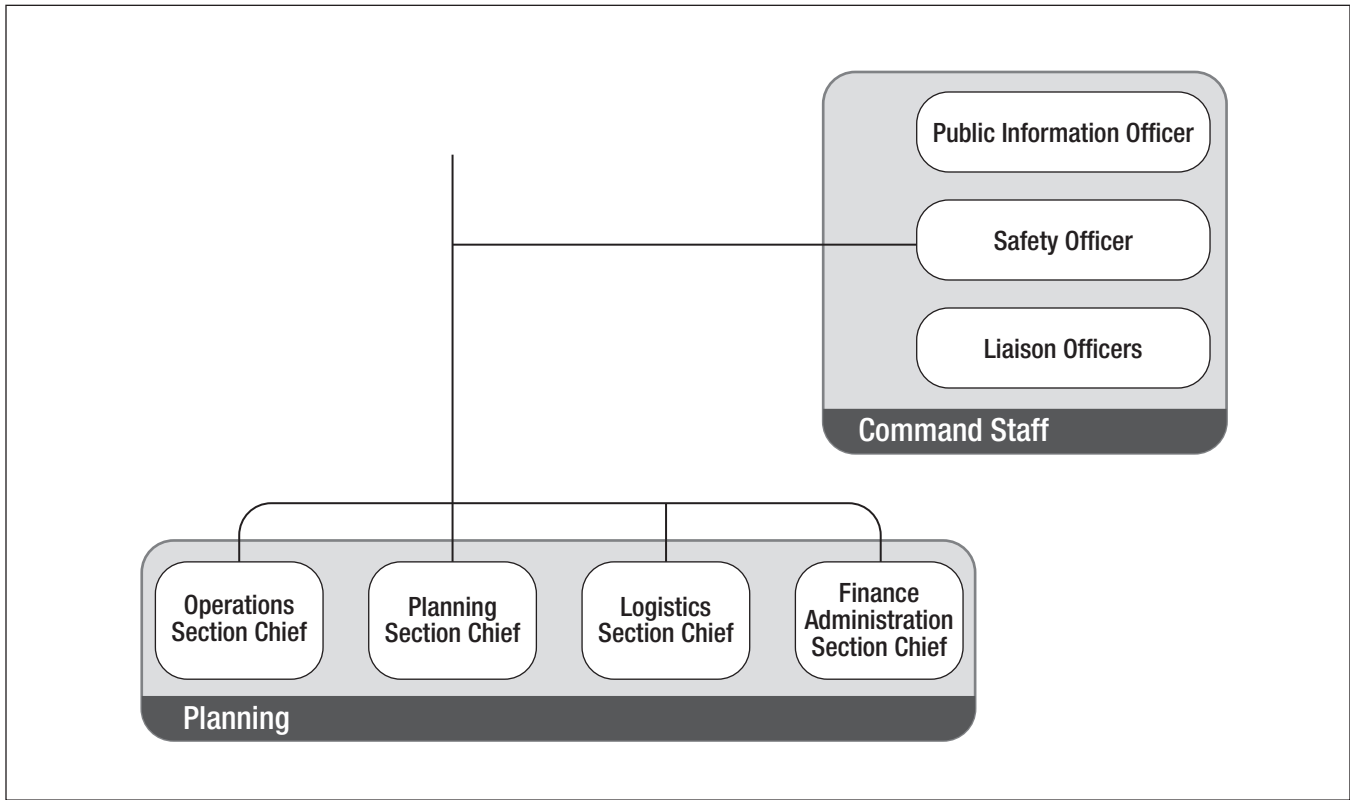 Public Information Officer
Safety Officer
Liaison Officers
Command Staff
Operations
Section Chief
Planning
Section Chief
Logistics
Section Chief
Finance
Administration
Section Chief
Planning